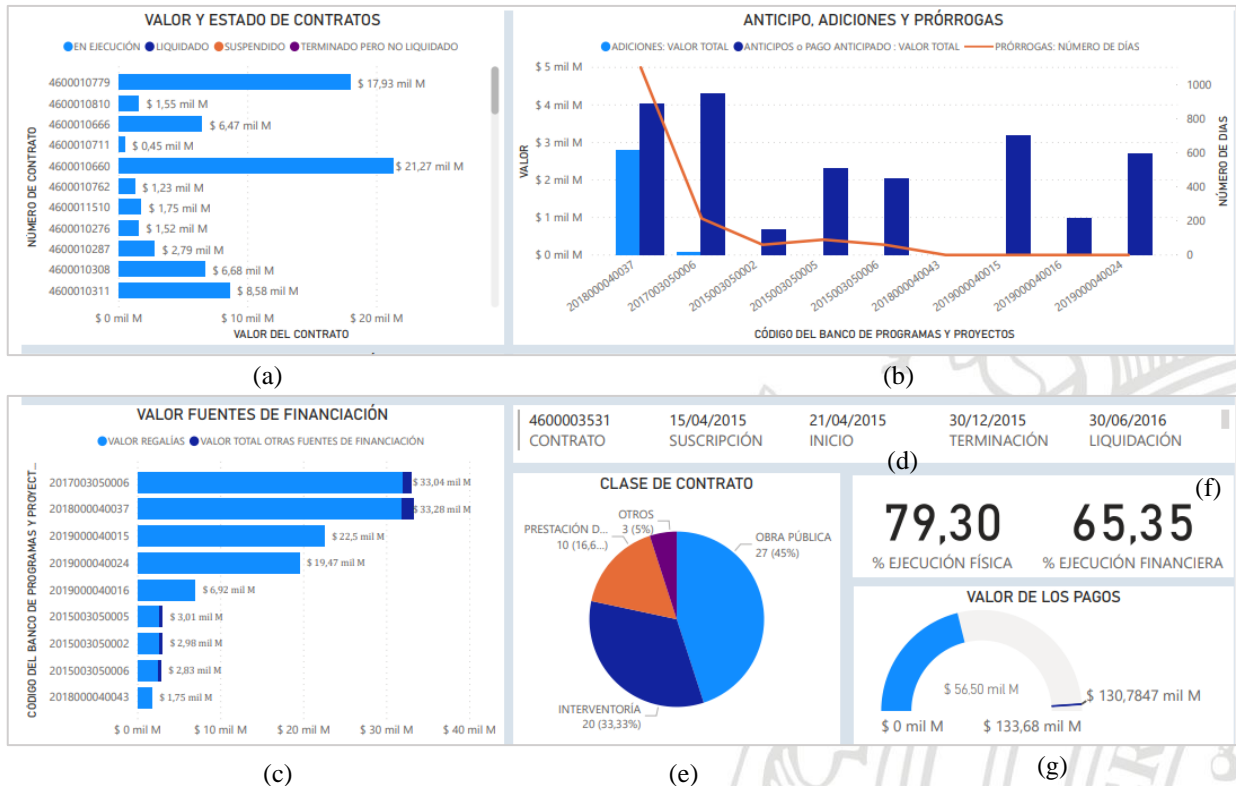 VALOR Y ESTADO DE CONTRATOS
EN EJECUCIÓN LIQUIDADO SUSPENDIDO TERMINADO PERO NO LIQUIDADO
NÚMERO DE CONTRATO
4600010779 $ 17,93 mil M
4600010810 $ 1,55 mil M
4600010666 $ 6,47 mil M
4600010711 $ 0,45 mil M
4600010660 $ 21,27 mil M
4600010762 $ 1,23 mil M
4600011510 $ 1,75 mil M
4600010276 $ 1,52 mil M
4600010287 $ 2,79 mil M
4600010308 $ 6,68 mil M
4600010311 $ 8,58 mil M
$ 0 mil M $ 10 mil M $ 20 mil M
VALOR DEL CONTRATO
(a)
ANTICIPO, ADICIONES Y PRÓRROGAS
ADICIONES: VALOR TOTAL ANTICIPOS o PAGO ANTICIPADO : VALOR TOTAL PRÓRROGAS: NÚMERO DE DÍAS
VALOR
$ 5 mil M
$ 4 mil M
$ 3 mil M
$ 2 mil M
$ 1 mil M
$ 0 mil M
1000
800
600
400
200
0
NÚMERO DE DIAS
2018000040037
2017003050006
2015003050002
2015003050005
2015003050006
2018000040043
2019000040015
2019000040016
2019000040024
CÓDIGO DEL BANCO DE PROGRAMAS Y PROYECTOS
(b)
VALOR FUENTES DE FINANCIACIÓN
VALOR REGALÍAS VALOR TOTAL OTRAS FUENTES DE FINANCIACIÓN
CÓDIGO DEL BANCO DE PROGRAMAS Y PROYECT...
2017003050006 $ 33,04 mil M
2018000040037 $ 33,28 mil M
2019000040015 $ 22,5 mil M
2019000040024 $ 19,47 mil M
2019000040016 $ 6,92 mil M
2015003050005 $ 3,01 mil M
2015003050002 $ 2,98 mil M
2015003050006 $ 2,83 mil M
2018000040043 $ 1,75 mil M
$ 0 mil M $ 10 mil M $ 20 mil M $ 30 mil M $ 40 mil M
(c)
4600003531 15/04/2015 21/04/2015 30/12/2015 30/06/2016
CONTRATO SUSCRIPCIÓN INICIO TERMINACIÓN LIQUIDACIÓN
(d)
CLASE DE CONTRATO
OTROS
3 (5%)
PRESTACIÓN D...
10 (16,6...)
OBRA PÚBLICA
27 (45%)
INTERVENTORÍA
20 (33,33%)
(e)
(f)
79,30 65,35
% EJECUCIÓN FÍSICA % EJECUCIÓN FINANCIERA
VALOR DE LOS PAGOS
$ 56,50 mil M
$ 130,7847 mil M
$ 0 mil M $ 133,68 mil M
(g)